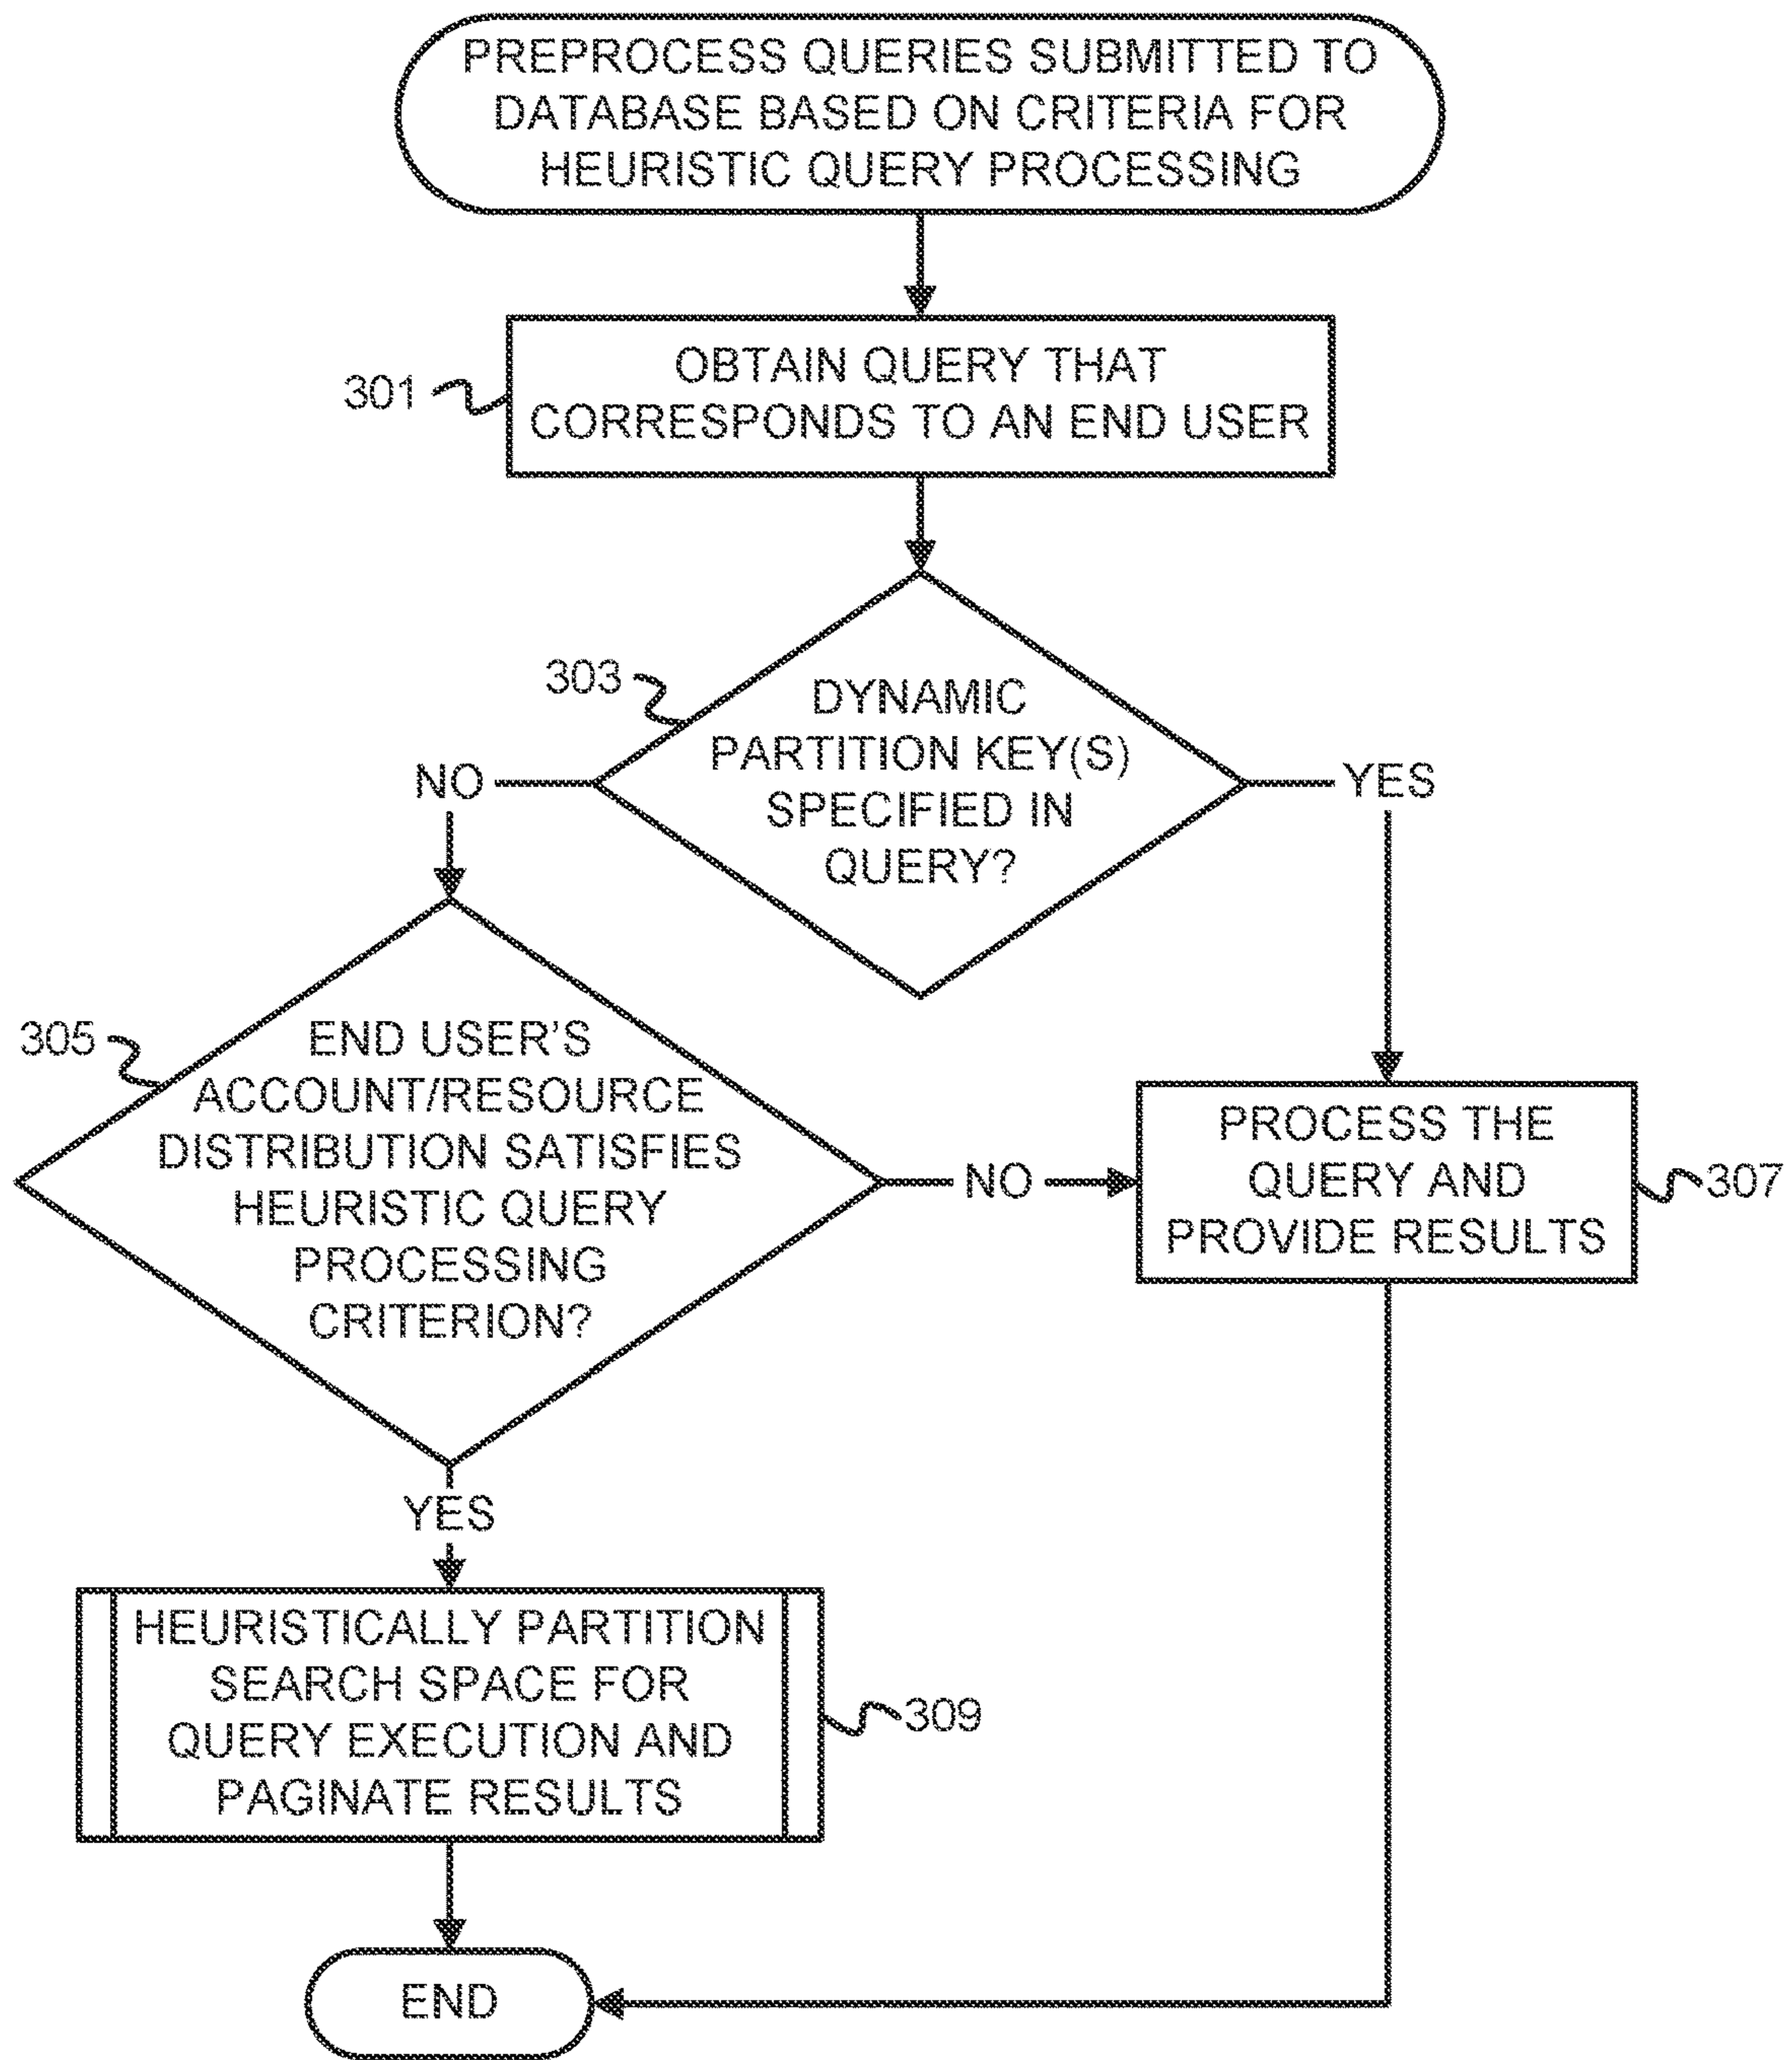 PREPROCESS QUERIES SUBMITTED TO
DATABASE BASED ON CRITERIA FOR
HEURISTIC QUERY PROCESSING
301
OBTAIN QUERY THAT
CORRESPONDS TO AN END USER
303
DYNAMIC
PARTITION KEY(S)
SPECIFIED IN
QUERY?
NO
YES
305
END USER'S
ACCOUNT/RESOURCE
DISTRIBUTION SATISFIES
HEURISTIC QUERY
PROCESSING
CRITERION?
NO
PROCESS THE
QUERY AND
PROVIDE RESULTS
307
YES
HEURISTICALLY PARTITION
SEARCH SPACE FOR
QUERY EXECUTION AND
PAGINATE RESULTS
309
END